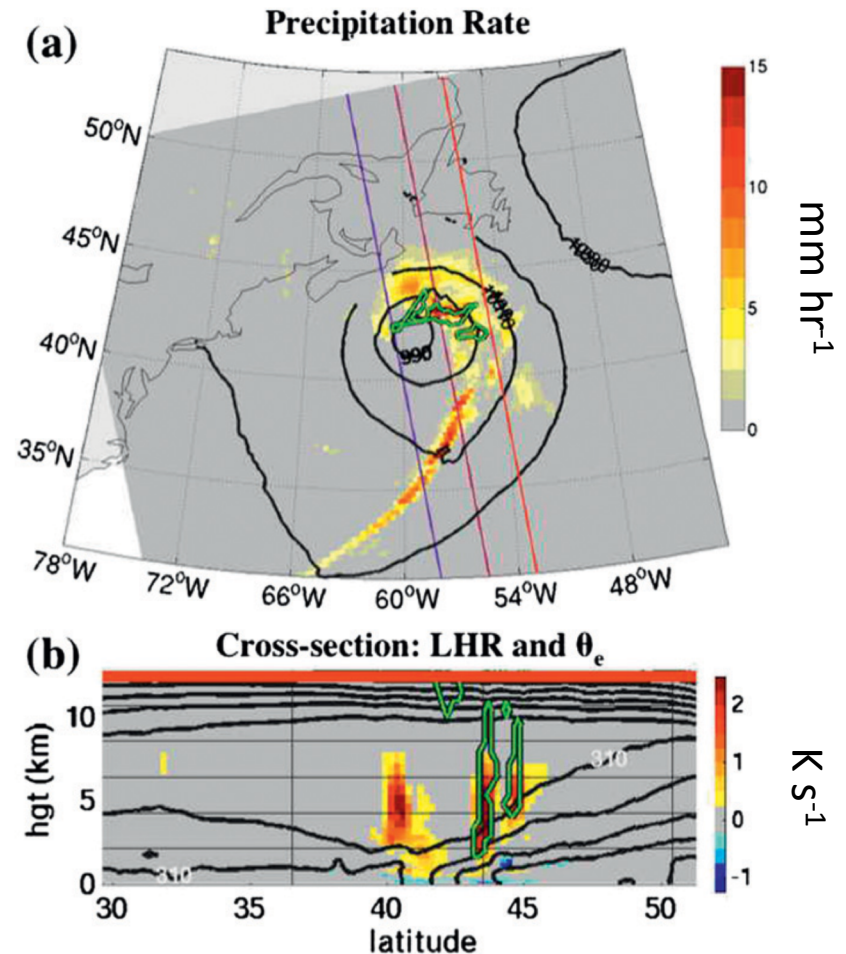 (a)
Precipitation Rate
50°N
45°N
40°N
35°N
990
78°W
72°W
66°W
60°W
54°W
48°W
15
10
5
0
mm hr-1
(b)
Cross-section: LHR and θe
hgt (km)
10
5
0
310
310
30
35
40
45
50
latitude
2
1
0
-1
K s-1